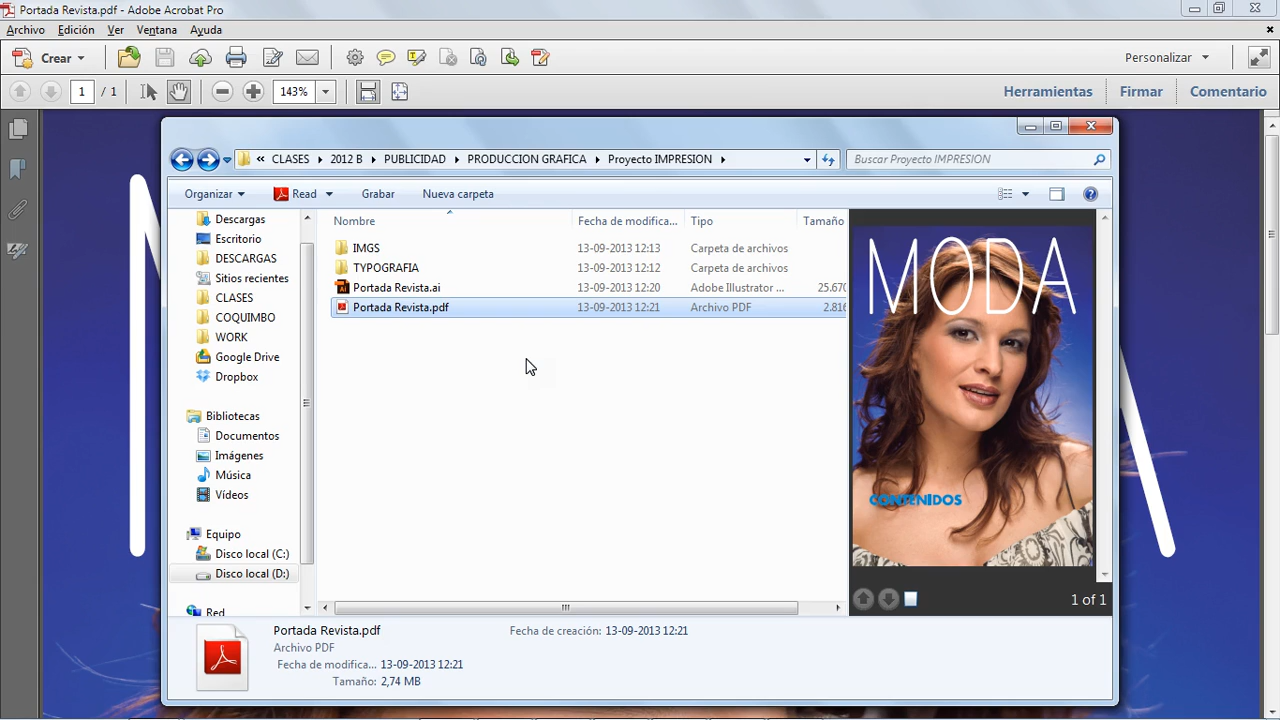 Portada Revista.pdf - Adobe Acrobat Pro
Archivo Edición Ver Ventana Ayuda
Crear Personalizar
1 / 1 143% Herramientas Firmar Comentario
« CLASES 2012 B PUBLICIDAD PRODUCCION GRAFICA Proyecto IMPRESION Buscar Proyecto IMPRESION
Organizar Read Grabar Nueva carpeta
Nombre Fecha de modifica... Tipo Tamaño
IMGS 13-09-2013 12:13 Carpeta de archivos
TYPOGRAFIA 13-09-2013 12:12 Carpeta de archivos
Portada Revista.ai 13-09-2013 12:20 Adobe Illustrator ... 25.670
Portada Revista.pdf 13-09-2013 12:21 Archivo PDF 2.816
Descargas
Escritorio
DESCARGAS
Sitios recientes
CLASES
COQUIMBO
WORK
Google Drive
Dropbox
Bibliotecas
Documentos
Imágenes
Música
Vídeos
Equipo
Disco local (C:)
Disco local (D:)
Red
MODA
CONTENIDOS
1 of 1
Portada Revista.pdf Fecha de creación: 13-09-2013 12:21
Archivo PDF
Fecha de modifica... 13-09-2013 12:21
Tamaño: 2,74 MB